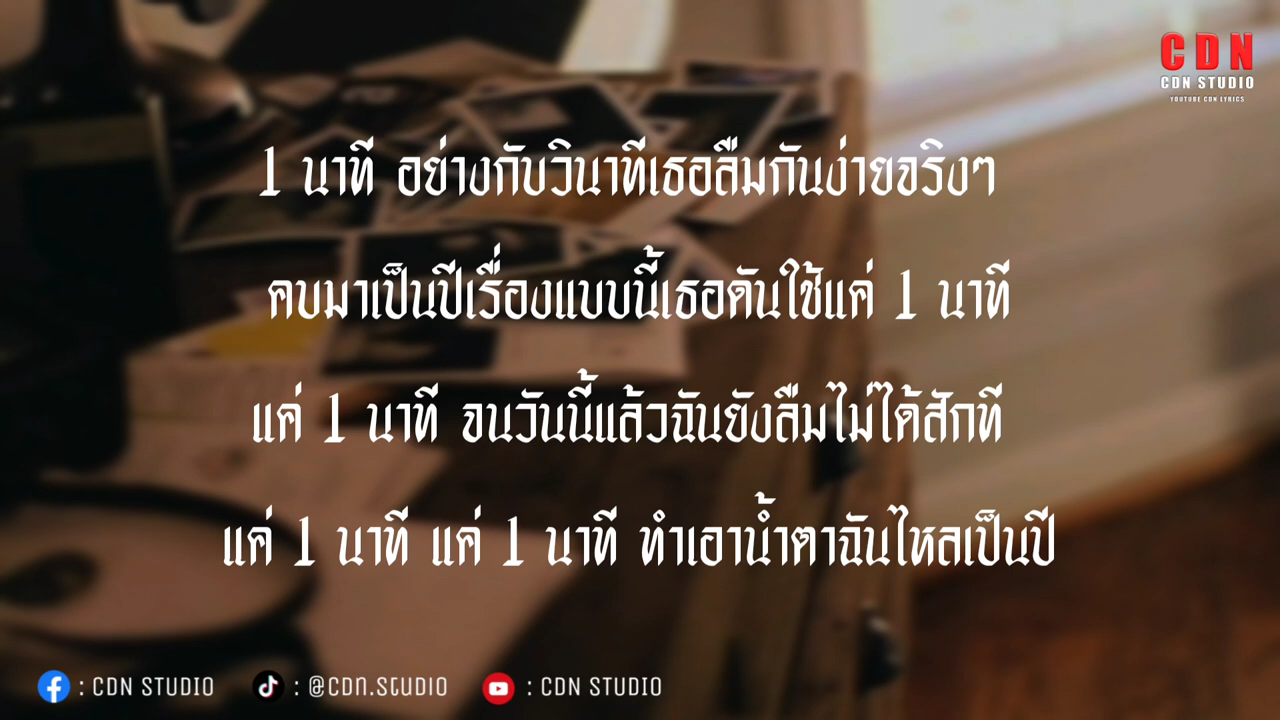 CDN
CDN STUDIO
YOUTUBE CDN LYRICS
1 นาที อย่างกับวินาทีเธอลืมกันง่ายจริงๆ
คบมาเป็นปีเรื่องแบบนี้เธอดันใช้แค่ 1 นาที
แค่ 1 นาที จนวันนี้แล้วฉันยังลืมไม่ได้สักที
แค่ 1 นาที แค่ 1 นาที ทำเอาน้ำตาฉันไหลเป็นปี
: CDN STUDIO : @CDN.STUDIO : CDN STUDIO